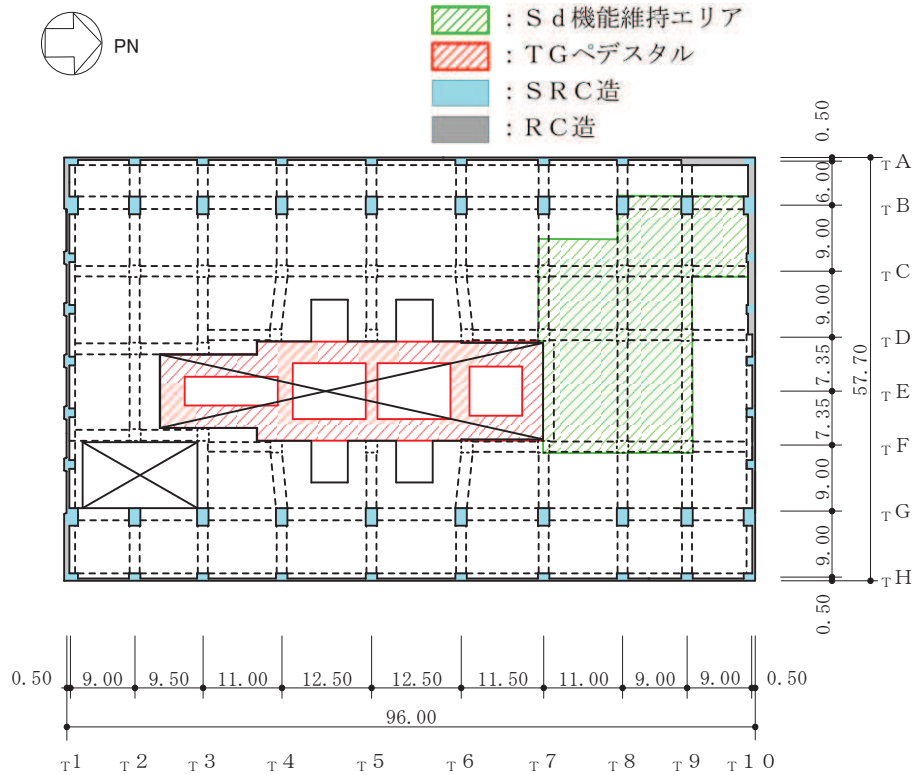 PN
：Ｓｄ機能維持エリア
：ＴＧペデスタル
：ＳＲＣ造
：ＲＣ造
0.50
6.00
9.00
9.00
7.35
7.35
9.00
9.00
0.50
57.70
TA
TB
TC
TD
TE
TF
TG
TH
0.50 9.00 9.50 11.00 12.50 12.50 11.50 11.00 9.00 9.00 0.50
96.00
T1 T2 T3 T4 T5 T6 T7 T8 T9 T10